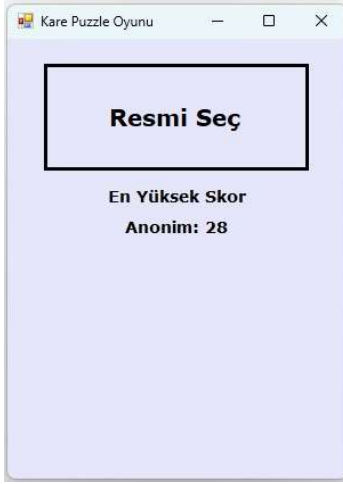 Kare Puzzle Oyunu
Resmi Seç
En Yüksek Skor
Anonim: 28